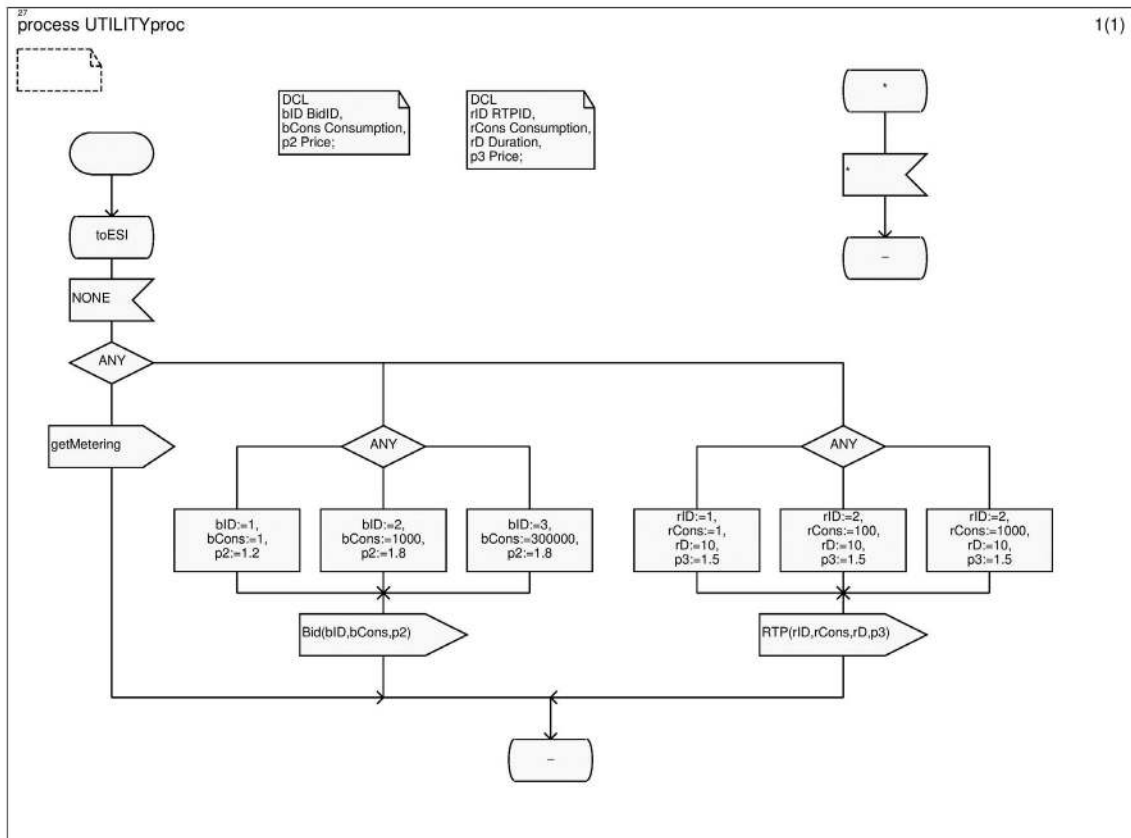 27
process UTILITYproc
1(1)
DCL
bID BidID,
bCons Consumption,
p2 Price;
DCL
rID RTPID,
rCons Consumption,
rD Duration,
p3 Price;
*
*
–
toESI
NONE
ANY
getMetering
ANY
ANY
bID:=1,
bCons:=1,
p2:=1.2
bID:=2,
bCons:=1000,
p2:=1.8
bID:=3,
bCons:=300000,
p2:=1.8
rID:=1,
rCons:=1,
rD:=10,
p3:=1.5
rID:=2,
rCons:=100,
rD:=10,
p3:=1.5
rID:=2,
rCons:=1000,
rD:=10,
p3:=1.5
Bid(bID,bCons,p2)
RTP(rID,rCons,rD,p3)
–